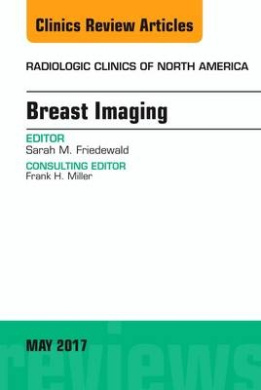 Clinics Review Articles
RADIOLOGIC CLINICS OF NORTH AMERICA
Breast Imaging
EDITOR
Sarah M. Friedewald
CONSULTING EDITOR
Frank H. Miller
MAY 2017
reviews